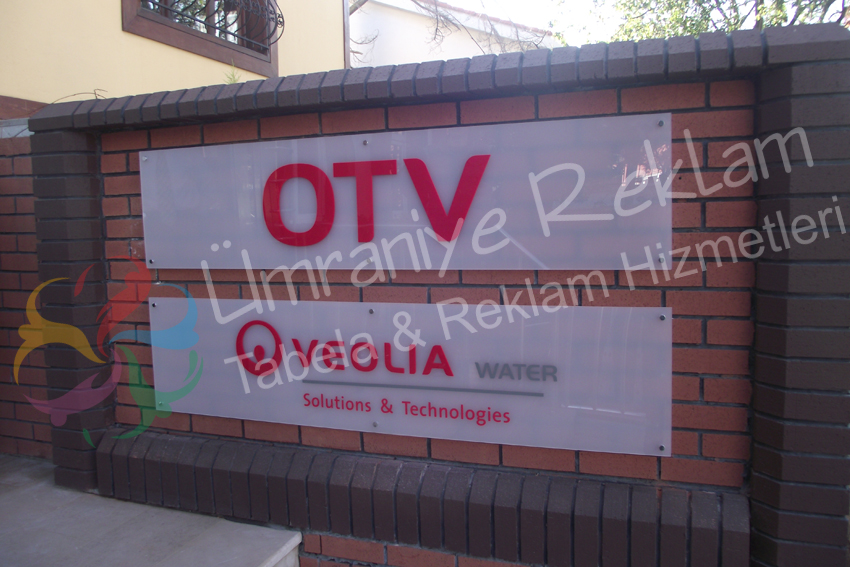 OTV
Ümraniye Reklam
Tabela & Reklam Hizmetleri
VEOLIA WATER
Solutions & Technologies